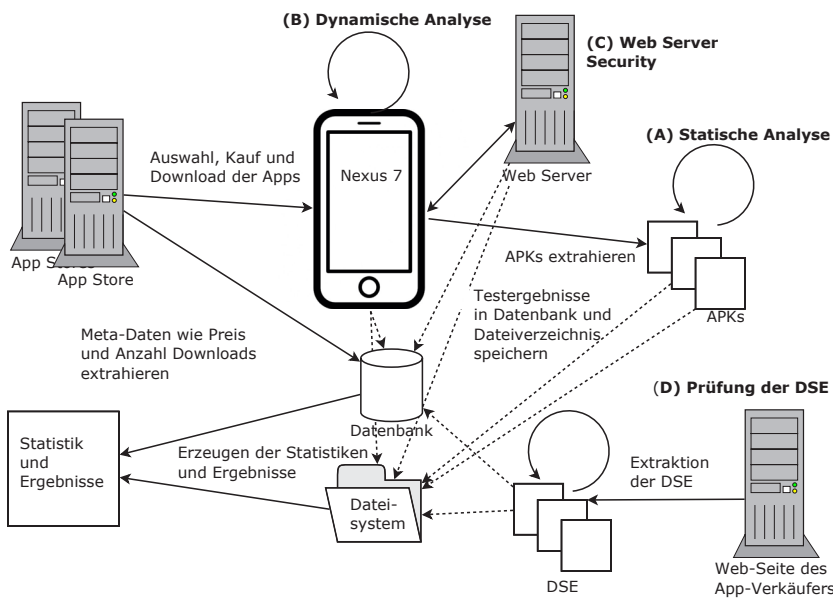 (B) Dynamische Analyse
(C) Web Server
Security
(A) Statische Analyse
Auswahl, Kauf und
Download der Apps
Nexus 7
Web Server
App Stores
App Store
APKs extrahieren
Testergebnisse
in Datenbank und
Dateiverzeichnis
speichern
APKs
Meta-Daten wie Preis
und Anzahl Downloads
extrahieren
(D) Prüfung der DSE
Datenbank
Statistik
und
Ergebnisse
Erzeugen der Statistiken
und Ergebnisse
Extraktion
der DSE
Datei-
system
DSE
Web-Seite des
App-Verkäufers